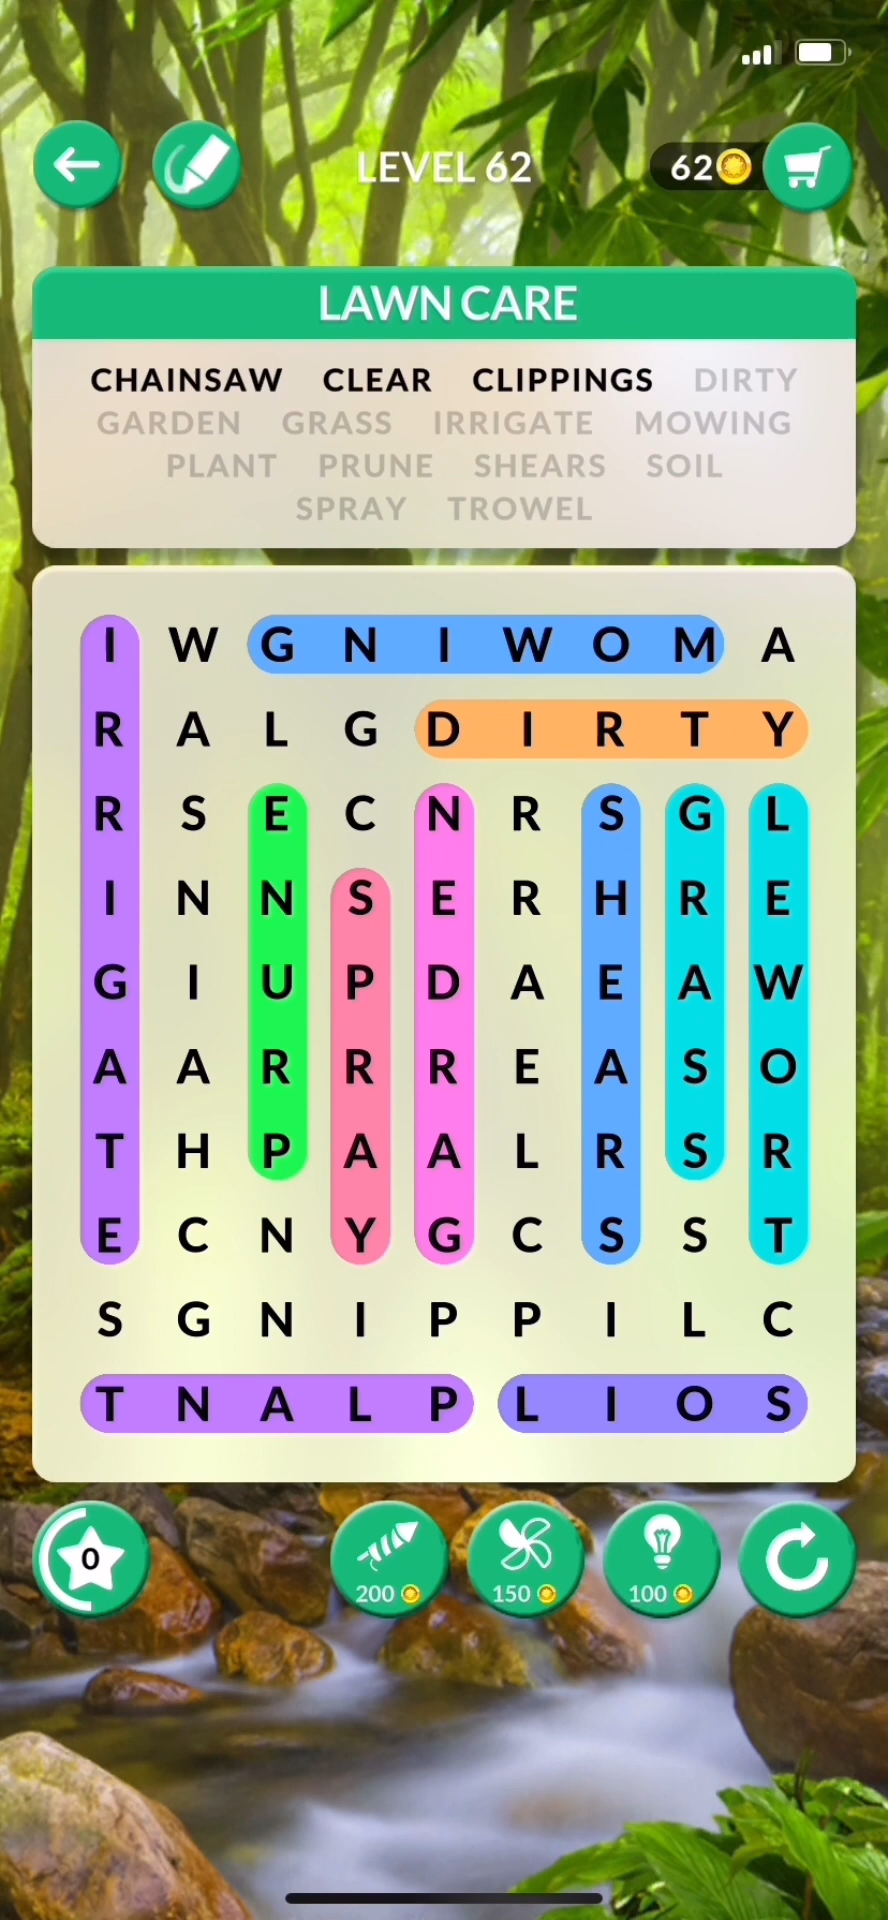 LEVEL 62
62
LAWN CARE
CHAINSAW CLEAR CLIPPINGS DIRTY
GARDEN GRASS IRRIGATE MOWING
PLANT PRUNE SHEARS SOIL
SPRAY TROWEL
I W G N I W O M A
R A L G D I R T Y
R S E C N R S G L
I N N S E R H R E
G I U P D A E A W
A A R R R E A S O
T H P A A L R S R
E C N Y G C S S T
S G N I P P I L C
T N A L P L I O S
0
200 150 100